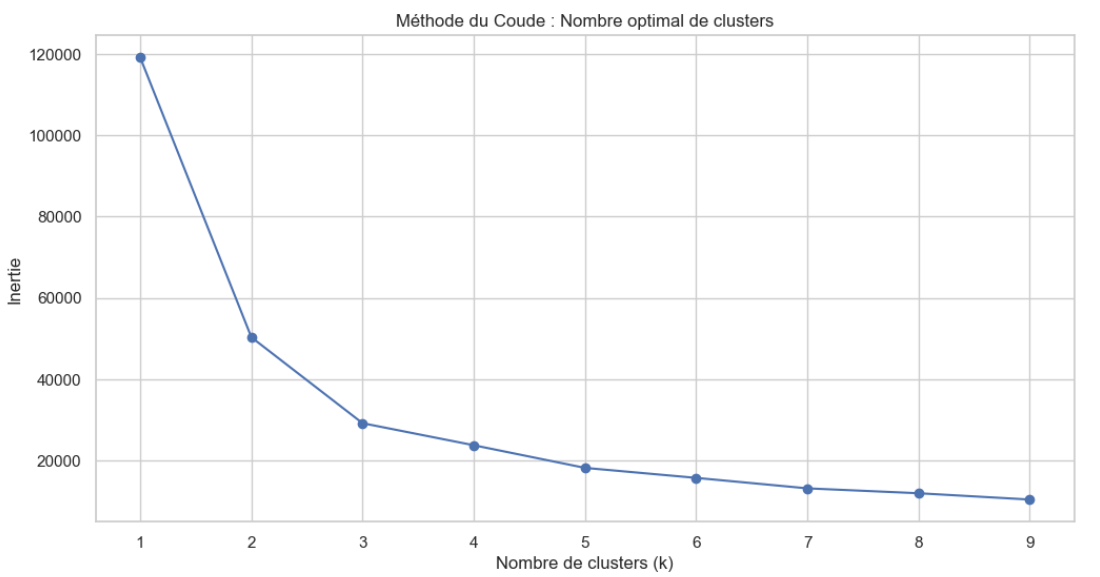 Méthode du Coude : Nombre optimal de clusters
120000
100000
80000
60000
40000
20000
Inertie
1 2 3 4 5 6 7 8 9
Nombre de clusters (k)